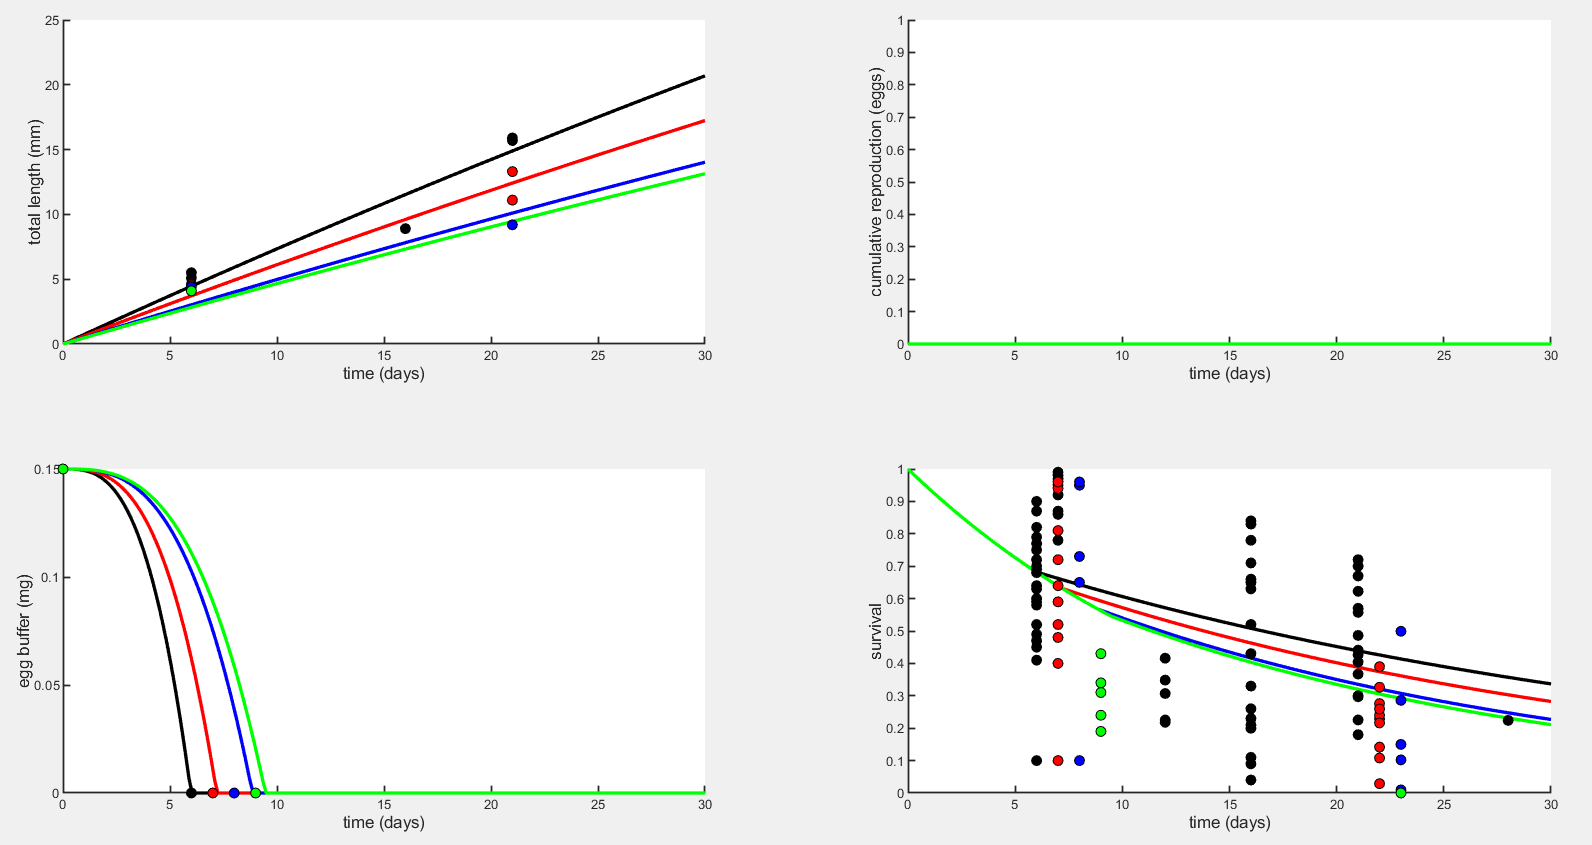 25
20
15
10
5
0
0 5 10 15 20 25 30
total length (mm)
time (days)
1
0.9
0.8
0.7
0.6
0.5
0.4
0.3
0.2
0.1
0
0 5 10 15 20 25 30
cumulative reproduction (eggs)
time (days)
0.15
0.1
0.05
0
0 5 10 15 20 25 30
egg buffer (mg)
time (days)
1
0.9
0.8
0.7
0.6
0.5
0.4
0.3
0.2
0.1
0
0 5 10 15 20 25 30
survival
time (days)